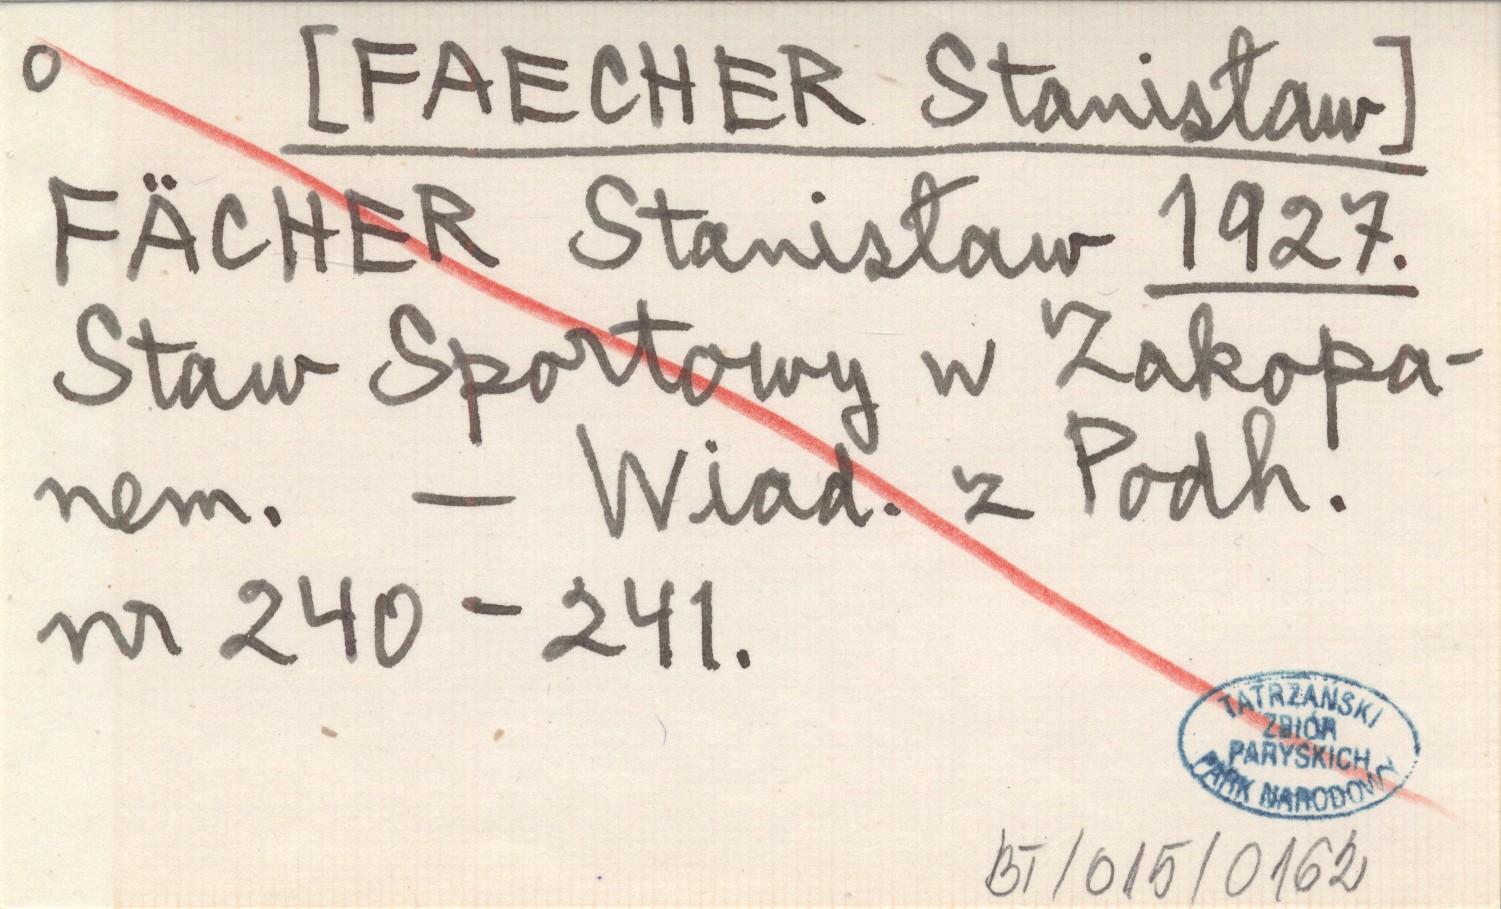 o [FAECHER Stanisław]
FÄCHER Stanisław 1927.
Staw Sportowy w Zakopa-
nem. — Wiad. z Podh.
nr 240 - 241.
TATRZAŃSKI
ZBIÓR
PARYSKICH
PARK NARODOWY
BT/015/0162